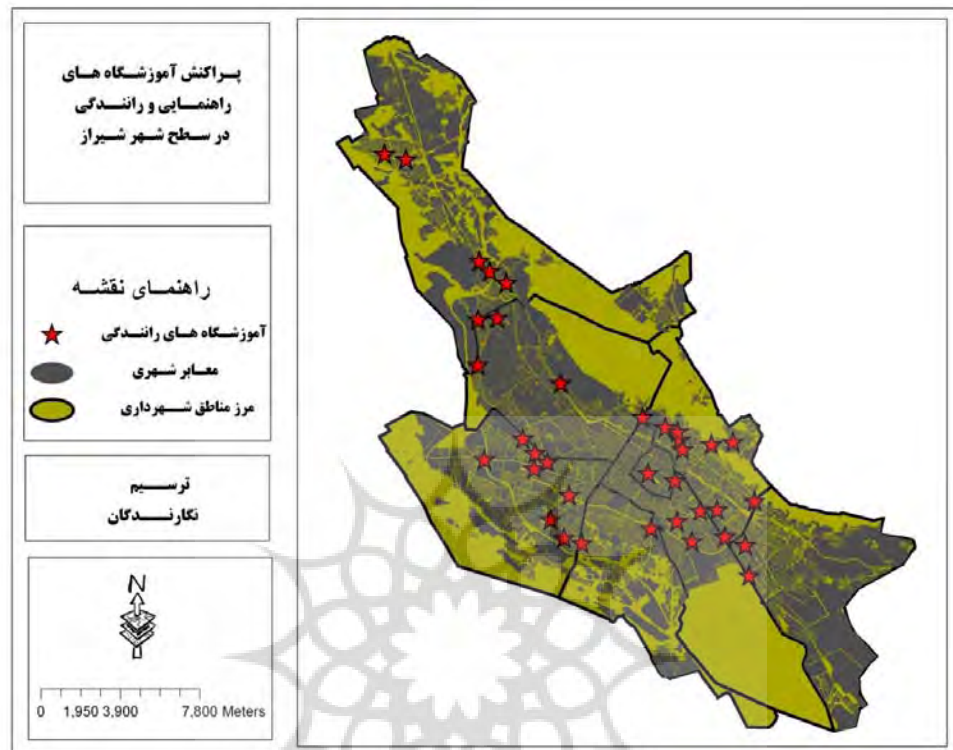 پراکنش آموزشگاه های
راهنمایی و رانندگی
در سطح شهر شیراز
راهنمای نقشه
آموزشگاه های رانندگی
معابر شهری
مرز مناطق شهرداری
ترسیم
نگارندگان
N
0 1,950 3,900 7,800 Meters